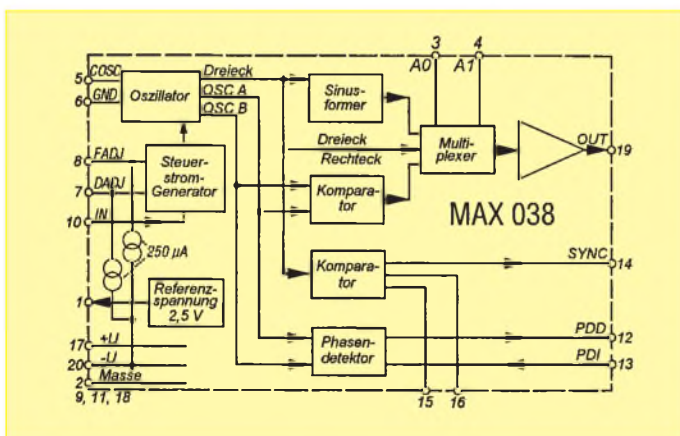 3
4
A0
A1
5
COSC
Oszillator
Dreieck
6
GND
OSC A
OSC B
Sinus-
former
Dreieck
Rechteck
Multi-
plexer
OUT
19
8
FADJ
Steuer-
strom-
Generator
7
DADJ
10
IN
Kompara-
tor
MAX 038
250 µA
Kompara-
tor
SYNC
14
1
Referenz-
spannung
2,5 V
17
+U
20
-U
2
Masse
9, 11, 18
Phasen-
detektor
PDD
12
PDI
13
15
16